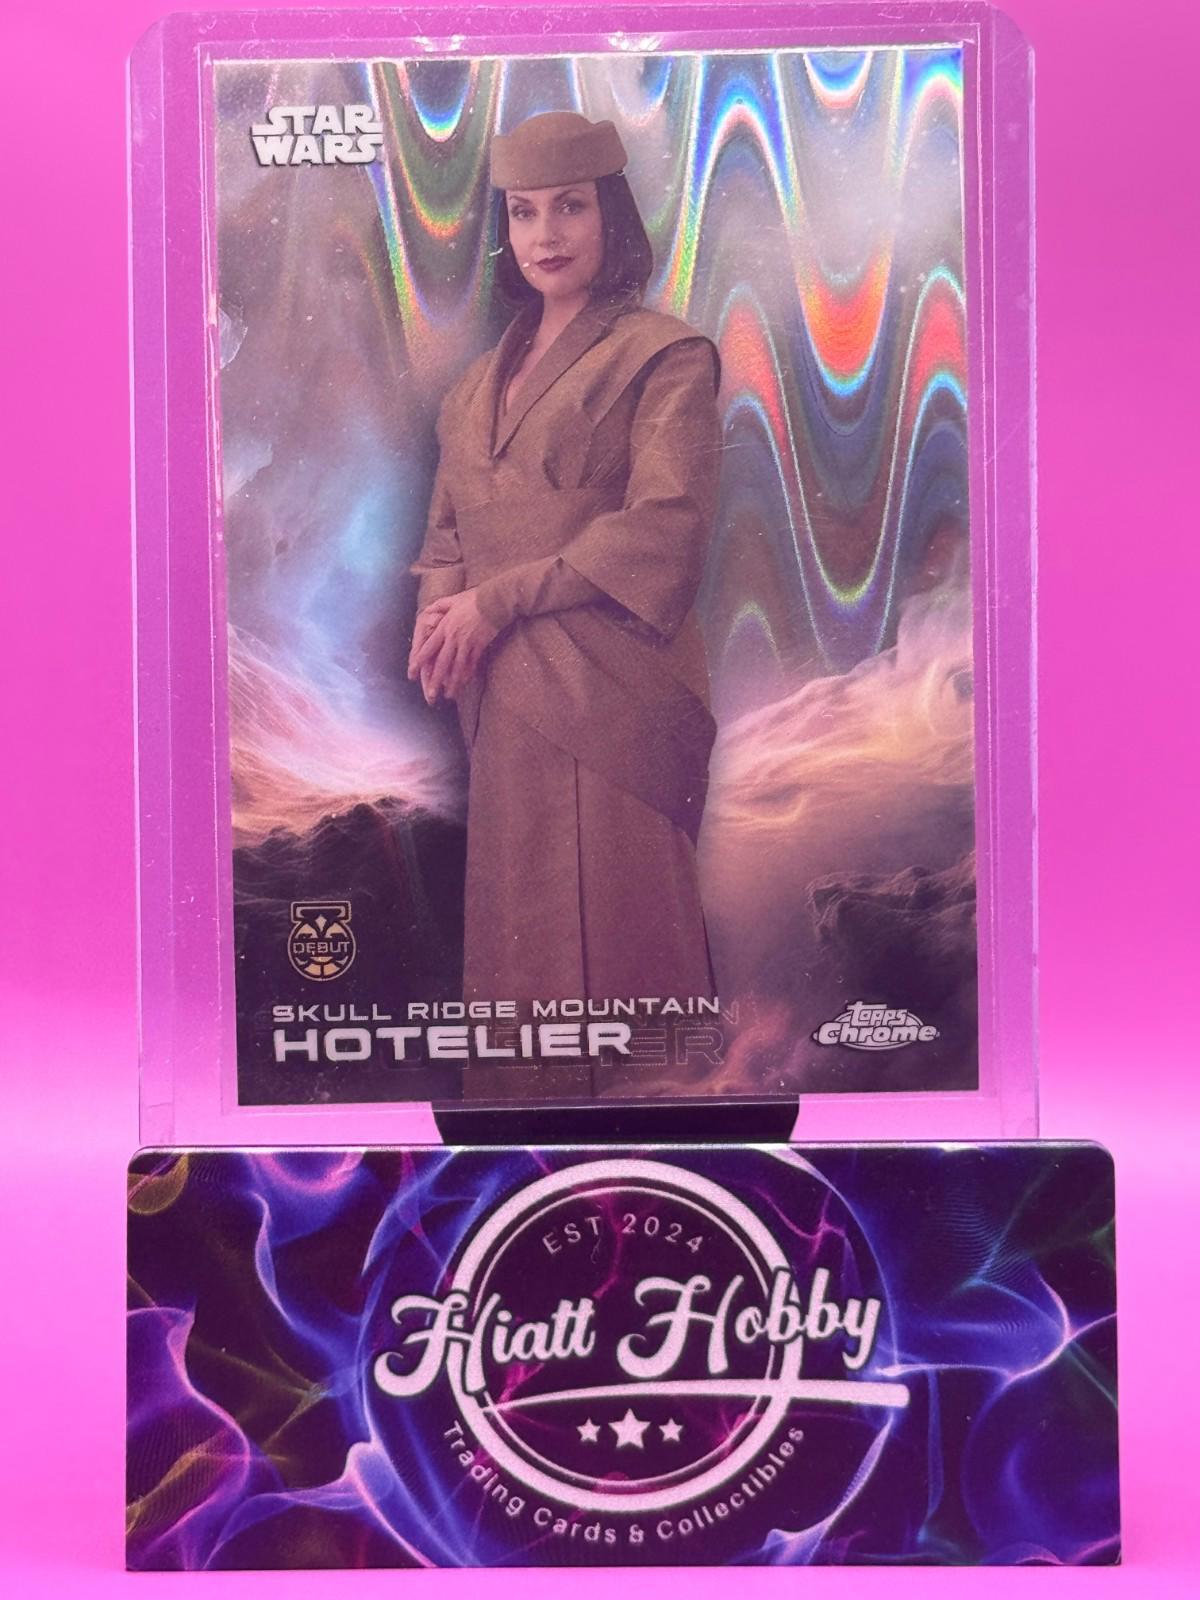 STAR
WARS
DEBUT
SKULL RIDGE MOUNTAIN
HOTELIER
Topps
Chrome
EST 2024
Hiatt Hobby
Trading Cards & Collectibles